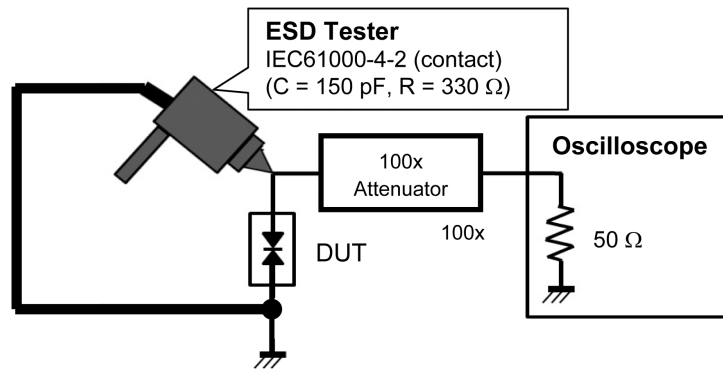 ESD Tester
IEC61000-4-2 (contact)
(C = 150 pF, R = 330 Ω)
100x
Attenuator
Oscilloscope
100x
50 Ω
DUT